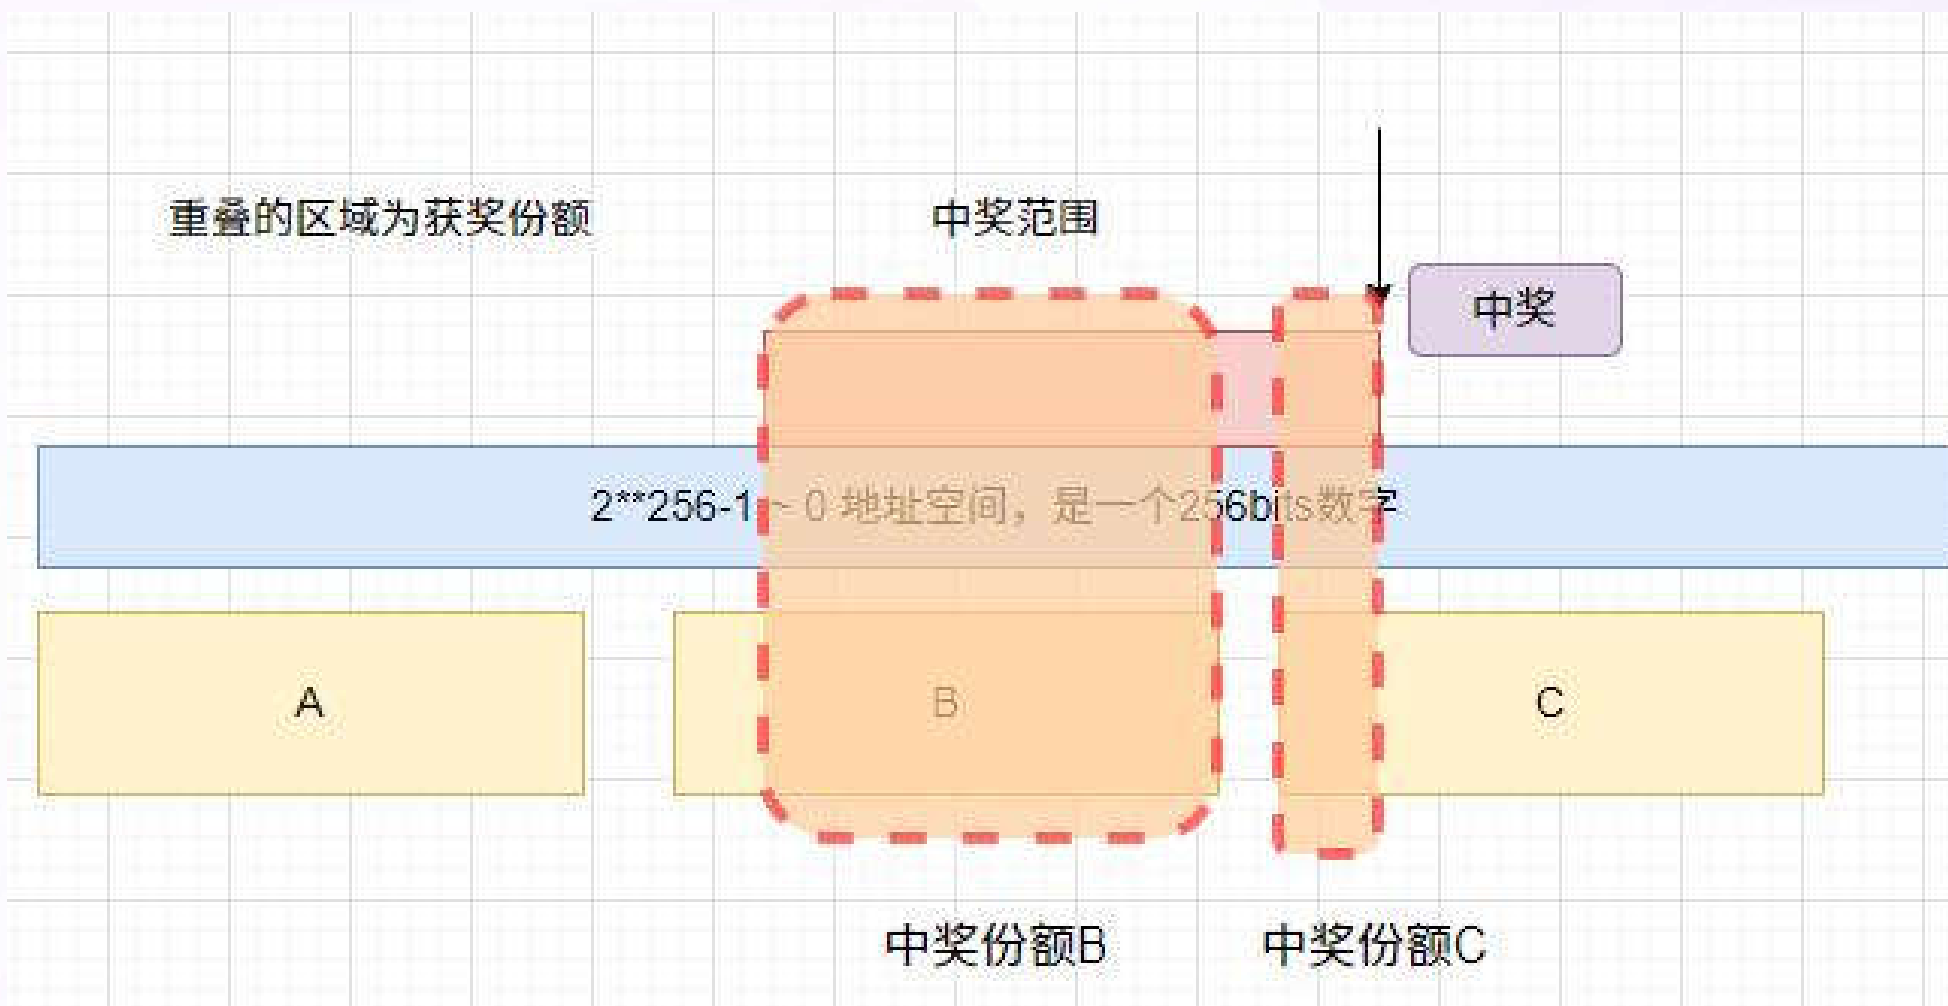 重叠的区域为获奖份额
中奖范围
中奖
2**256-1 ~ 0 地址空间，是一个256bits数字
A
B
C
中奖份额B
中奖份额C